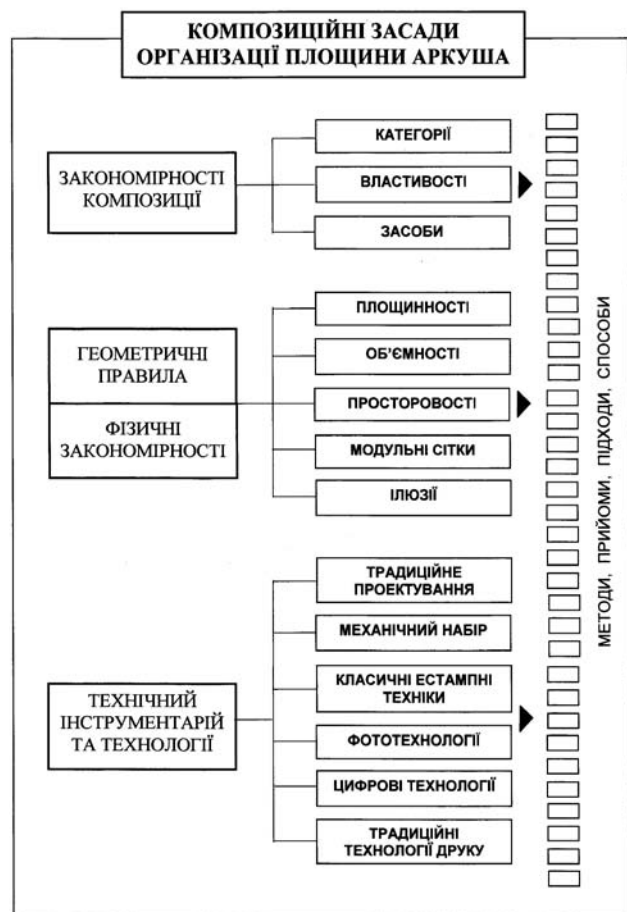 КОМПОЗИЦІЙНІ ЗАСАДИ
ОРГАНІЗАЦІЇ ПЛОЩИНИ АРКУША
ЗАКОНОМІРНОСТІ
КОМПОЗИЦІЇ
КАТЕГОРІЇ
ВЛАСТИВОСТІ
ЗАСОБИ
ГЕОМЕТРИЧНІ
ПРАВИЛА
ФІЗИЧНІ
ЗАКОНОМІРНОСТІ
ПЛОЩИННОСТІ
ОБ’ЄМНОСТІ
ПРОСТОРОВОСТІ
МОДУЛЬНІ СІТКИ
ІЛЮЗІЇ
ТЕХНІЧНИЙ
ІНСТРУМЕНТАРІЙ
ТА ТЕХНОЛОГІЇ
ТРАДИЦІЙНЕ
ПРОЕКТУВАННЯ
МЕХАНІЧНИЙ НАБІР
КЛАСИЧНІ ЕСТАМПНІ
ТЕХНІКИ
ФОТОТЕХНОЛОГІЇ
ЦИФРОВІ ТЕХНОЛОГІЇ
ТРАДИЦІЙНІ
ТЕХНОЛОГІЇ ДРУКУ
МЕТОДИ, ПРИЙОМИ, ПІДХОДИ, СПОСОБИ